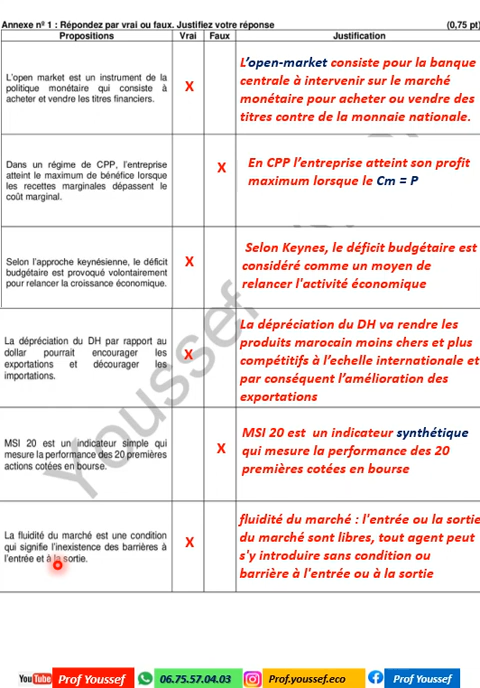 Annexe nº 1 : Répondez par vrai ou faux. Justifiez votre réponse (0,75 pt)
Propositions Vrai Faux Justification
L'open market est un instrument de la
politique monétaire qui consiste à
acheter et vendre les titres financiers.
X
L'open-market consiste pour la banque
centrale à intervenir sur le marché
monétaire pour acheter ou vendre des
titres contre de la monnaie nationale.
Dans un régime de CPP, l'entreprise
atteint le maximum de bénéfice lorsque
les recettes marginales dépassent le
coût marginal.
X
En CPP l'entreprise atteint son profit
maximum lorsque le Cm = P
Selon l'approche keynésienne, le déficit
budgétaire est provoqué volontairement
pour relancer la croissance économique.
X
Selon Keynes, le déficit budgétaire est
considéré comme un moyen de
relancer l'activité économique
La dépréciation du DH par rapport au
dollar pourrait encourager les
exportations et décourager les
importations.
X
La dépréciation du DH va rendre les
produits marocain moins chers et plus
compétitifs à l'echelle internationale et
par conséquent l'amélioration des
exportations
MSI 20 est un indicateur simple qui
mesure la performance des 20 premières
actions cotées en bourse.
X
MSI 20 est un indicateur synthétique
qui mesure la performance des 20
premières cotées en bourse
La fluidité du marché est une condition
qui signifie l'inexistence des barrières à
l'entrée et à la sortie.
X
fluidité du marché : l'entrée ou la sortie
du marché sont libres, tout agent peut
s'y introduire sans condition ou
barrière à l'entrée ou à la sortie
Youssef
YouTube Prof Youssef 06.75.57.04.03 Prof.youssef.eco Prof Youssef